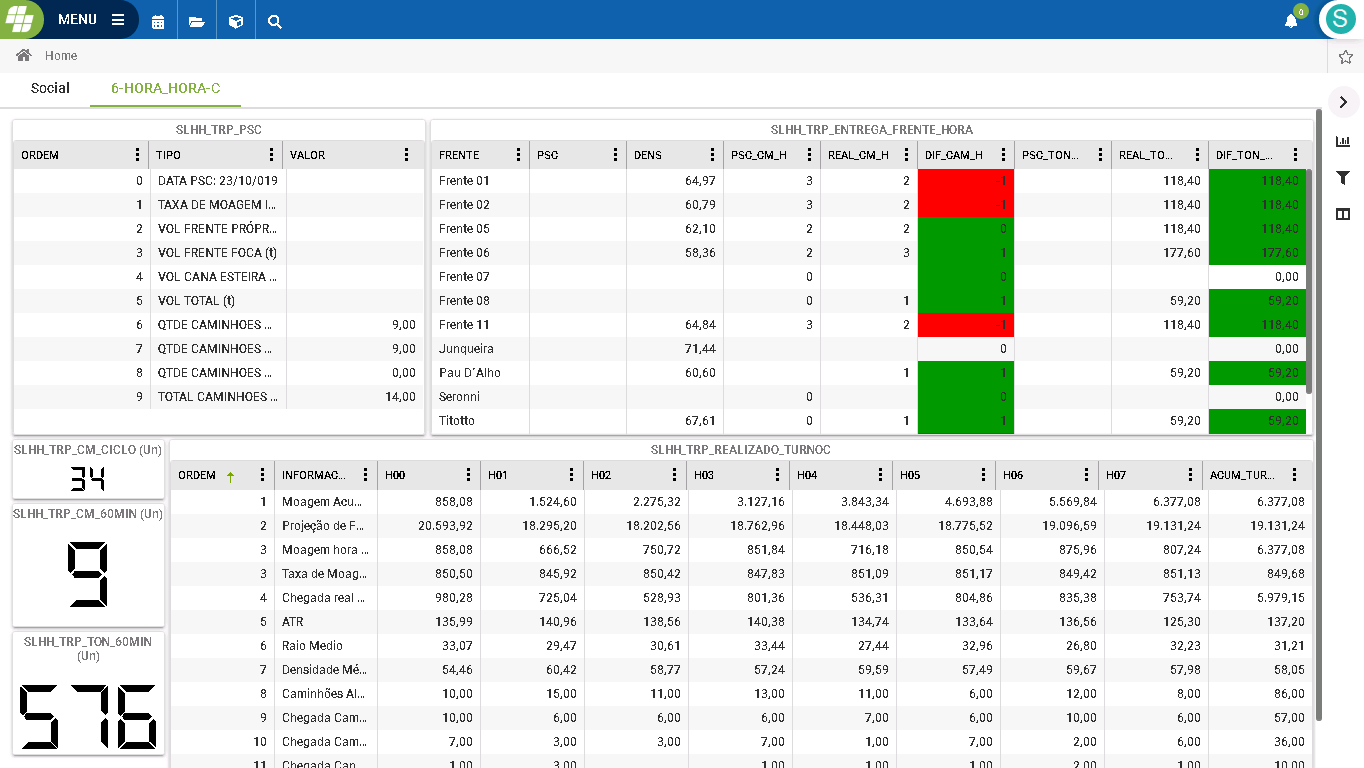 MENU
0
S
Home
Social 6-HORA_HORA-C
SLHH_TRP_PSC
ORDEM TIPO VALOR
0 DATA PSC: 23/10/019
1 TAXA DE MOAGEM I...
2 VOL FRENTE PRÓPR...
3 VOL FRENTE FOCA (t)
4 VOL CANA ESTEIRA ...
5 VOL TOTAL (t)
6 QTDE CAMINHOES ... 9,00
7 QTDE CAMINHOES ... 9,00
8 QTDE CAMINHOES ... 0,00
9 TOTAL CAMINHOES ... 14,00
SLHH_TRP_ENTREGA_FRENTE_HORA
FRENTE PSC DENS PSC_CM_H REAL_CM_H DIF_CAM_H PSC_TON... REAL_TO... DIF_TON_...
Frente 01 64,97 3 2 -1 118,40 118,40
Frente 02 60,79 3 2 -1 118,40 118,40
Frente 05 62,10 2 2 0 118,40 118,40
Frente 06 58,36 2 3 1 177,60 177,60
Frente 07 0 0 0,00
Frente 08 0 1 1 59,20 59,20
Frente 11 64,84 3 2 -1 118,40 118,40
Junqueira 71,44 0 0,00
Pau D´Alho 60,60 1 1 59,20 59,20
Seronni 0 0 0,00
Titotto 67,61 0 1 1 59,20 59,20
SLHH_TRP_CM_CICLO (Un)
34
SLHH_TRP_CM_60MIN (Un)
9
SLHH_TRP_TON_60MIN
(Un)
576
SLHH_TRP_REALIZADO_TURNOC
ORDEM INFORMAC... H00 H01 H02 H03 H04 H05 H06 H07 ACUM_TUR...
1 Moagem Acu... 858,08 1.524,60 2.275,32 3.127,16 3.843,34 4.693,88 5.569,84 6.377,08 6.377,08
2 Projeção de F... 20.593,92 18.295,20 18.202,56 18.762,96 18.448,03 18.775,52 19.096,59 19.131,24 19.131,24
3 Moagem hora ... 858,08 666,52 750,72 851,84 716,18 850,54 875,96 807,24 6.377,08
3 Taxa de Moag... 850,50 845,92 850,42 847,83 851,09 851,17 849,42 851,13 849,68
4 Chegada real ... 980,28 725,04 528,93 801,36 536,31 804,86 835,38 753,74 5.979,15
5 ATR 135,99 140,96 138,56 140,38 134,74 133,64 136,56 125,30 137,20
6 Raio Medio 33,07 29,47 30,61 33,44 27,44 32,96 26,80 32,23 31,21
7 Densidade Mé... 54,46 60,42 58,77 57,24 59,59 57,49 59,67 57,98 58,05
8 Caminhões Al... 10,00 15,00 11,00 13,00 11,00 6,00 12,00 8,00 86,00
9 Chegada Cam... 10,00 6,00 6,00 6,00 7,00 6,00 10,00 6,00 57,00
10 Chegada Cam... 7,00 3,00 3,00 7,00 1,00 7,00 2,00 6,00 36,00
11 Chegada Can... 1,00 3,00 1,00 1,00 1,00 2,00 1,00 10,00